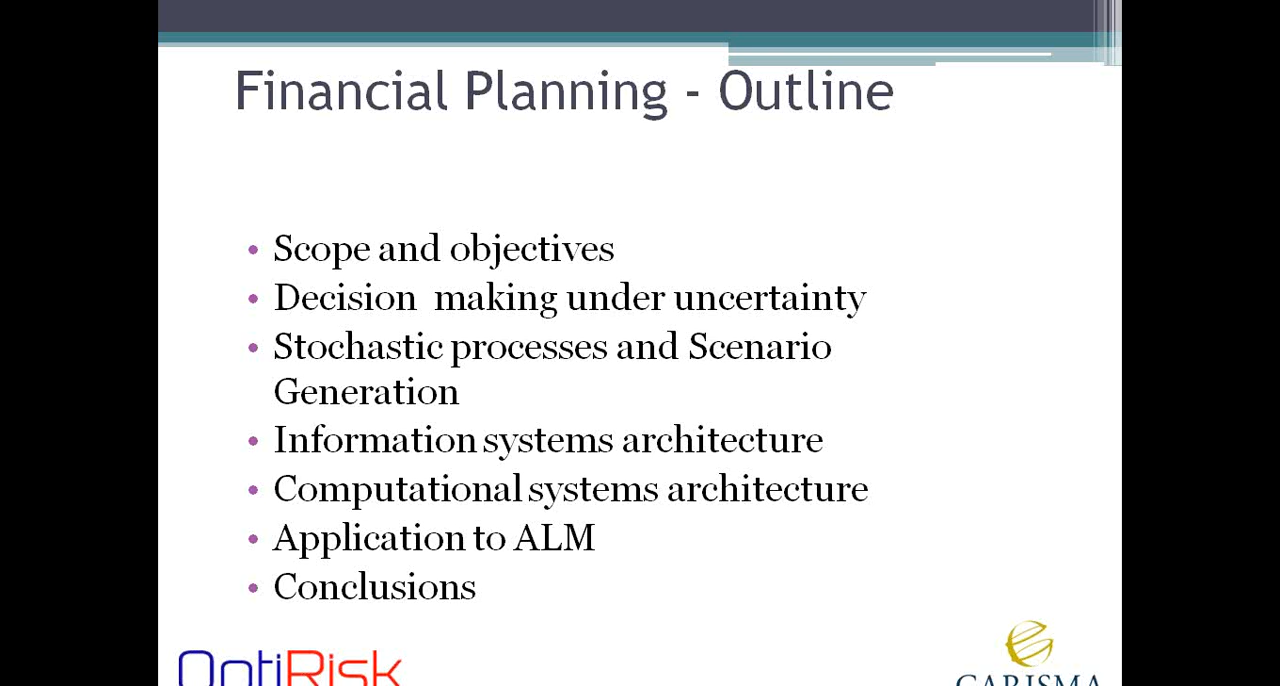 Financial Planning - Outline
• Scope and objectives
• Decision making under uncertainty
• Stochastic processes and Scenario
Generation
• Information systems architecture
• Computational systems architecture
• Application to ALM
• Conclusions
OptiRisk
CARISMA